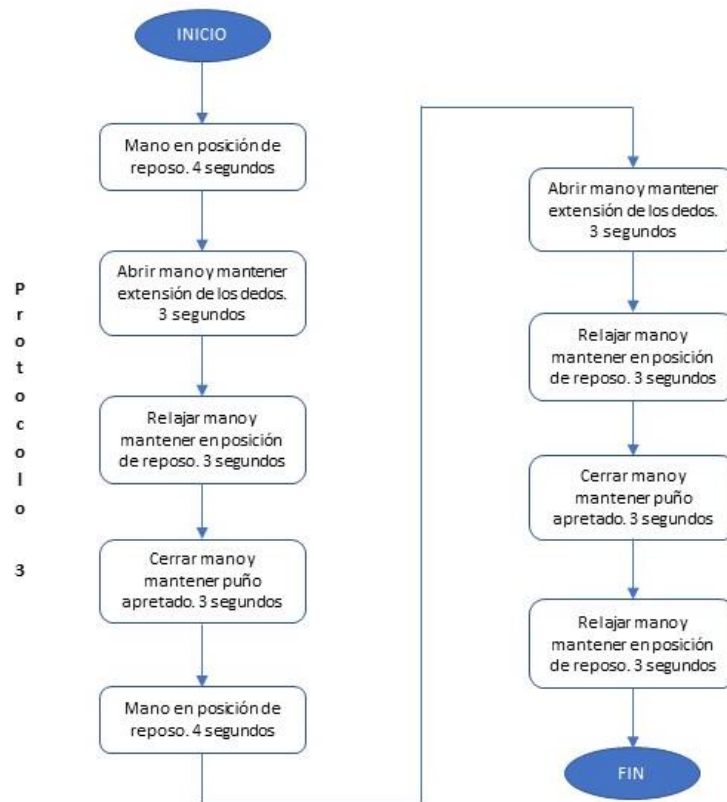 Protocolo 3
INICIO
Mano en posición de
reposo. 4 segundos
Abrir mano y mantener
extensión de los dedos.
3 segundos
Relajar mano y
mantener en posición
de reposo. 3 segundos
Cerrar mano y
mantener puño
apretado. 3 segundos
Mano en posición de
reposo. 4 segundos
Abrir mano y mantener
extensión de los dedos.
3 segundos
Relajar mano y
mantener en posición
de reposo. 3 segundos
Cerrar mano y
mantener puño
apretado. 3 segundos
Relajar mano y
mantener en posición
de reposo. 3 segundos
FIN